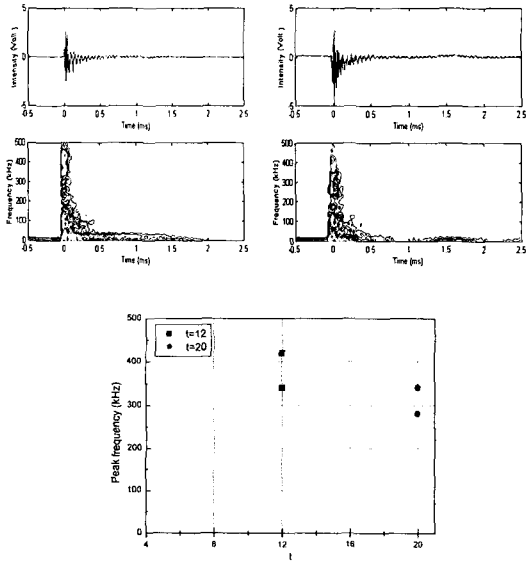 5
0
-5
-0.5 0 0.5 1 1.5 2 2.5
Time (ms)
Intensity (Volt)
5
0
-5
-0.5 0 0.5 1 1.5 2 2.5
Time (ms)
Intensity (Volt)
500
400
300
200
100
0
-0.5 0 0.5 1 1.5 2 2.5
Time (ms)
Frequency (kHz)
500
400
300
200
100
0
-0.5 0 0.5 1 1.5 2 2.5
Time (ms)
Frequency (kHz)
t=12
t=20
500
400
300
200
100
0
4 8 12 16 20
t
Peak frequency (kHz)